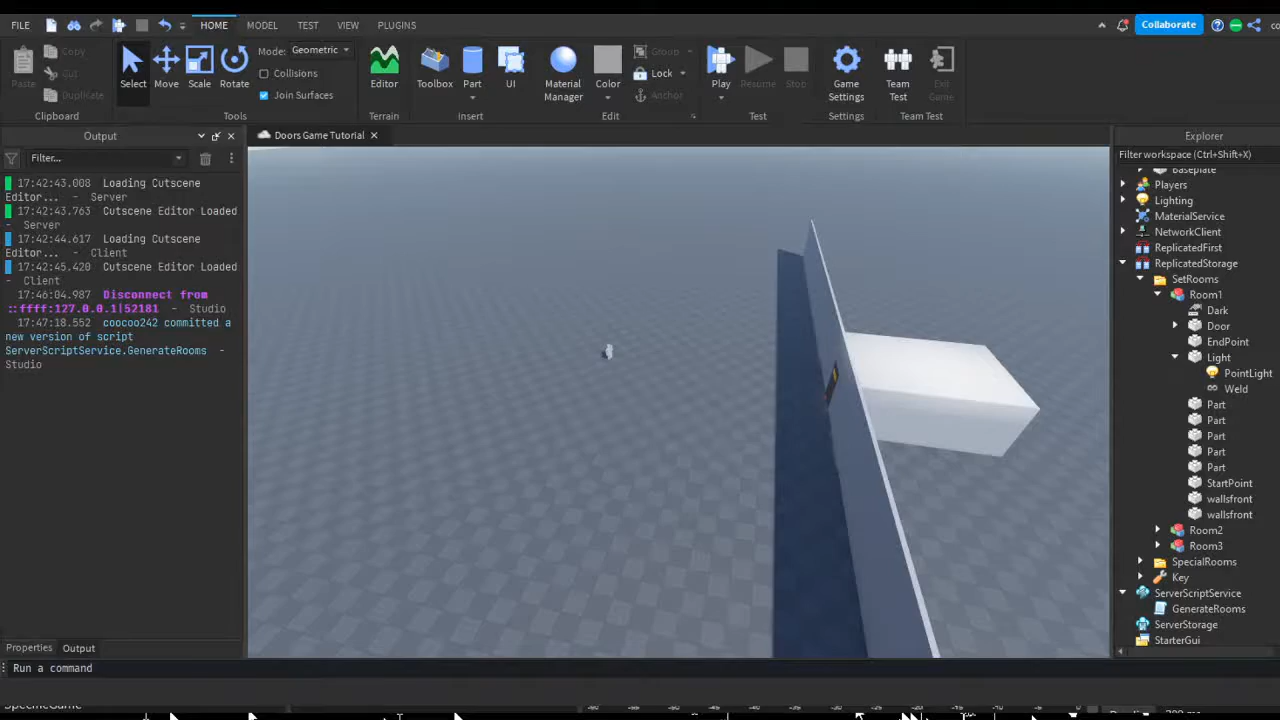 FILE HOME MODEL TEST VIEW PLUGINS Collaborate
Paste Copy Cut Duplicate Select Move Scale Rotate Mode: Geometric Collisions Join Surfaces Editor Toolbox Part UI Material Manager Color Group Lock Anchor Play Resume Stop Game Settings Team Test Exit Game
Clipboard Tools Terrain Insert Edit Test Settings Team Test
Output
Doors Game Tutorial
Explorer
Filter...
Filter workspace (Ctrl+Shift+X)
17:42:43.008 Loading Cutscene
Editor... - Server
17:42:43.763 Cutscene Editor Loaded
- Server
17:42:44.617 Loading Cutscene
Editor... - Client
17:42:45.420 Cutscene Editor Loaded
- Client
17:46:04.987 Disconnect from
::ffff:127.0.0.1|52181 - Studio
17:47:18.552 coocoo242 committed a
new version of script
ServerScriptService.GenerateRooms -
Studio
Baseplate
Players
Lighting
MaterialService
NetworkClient
ReplicatedFirst
ReplicatedStorage
SetRooms
Room1
Dark
Door
EndPoint
Light
PointLight
Weld
Part
Part
Part
Part
Part
StartPoint
wallsfront
wallsfront
Room2
Room3
SpecialRooms
Key
ServerScriptService
GenerateRooms
ServerStorage
StarterGui
Properties Output
Run a command